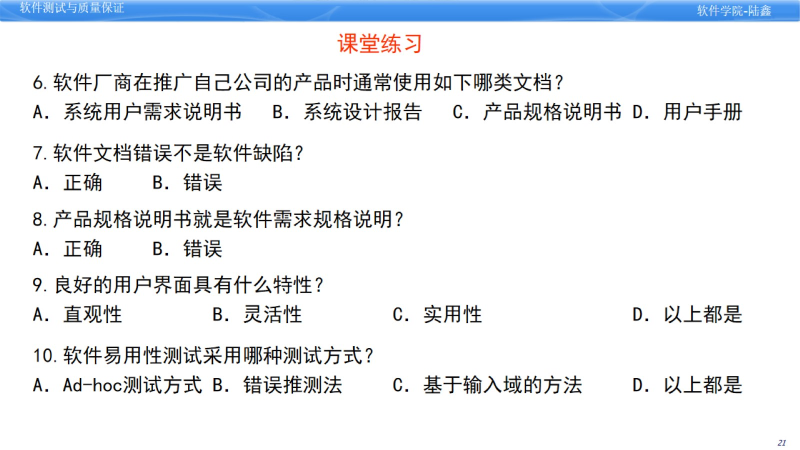 软件测试与质量保证
软件学院-陆鑫
课堂练习
6.软件厂商在推广自己公司的产品时通常使用如下哪类文档？
A．系统用户需求说明书 B．系统设计报告 C．产品规格说明书 D．用户手册
7.软件文档错误不是软件缺陷？
A．正确 B．错误
8.产品规格说明书就是软件需求规格说明？
A．正确 B．错误
9.良好的用户界面具有什么特性？
A．直观性 B．灵活性 C．实用性 D．以上都是
10.软件易用性测试采用哪种测试方式？
A．Ad-hoc测试方式 B．错误推测法 C．基于输入域的方法 D．以上都是
21